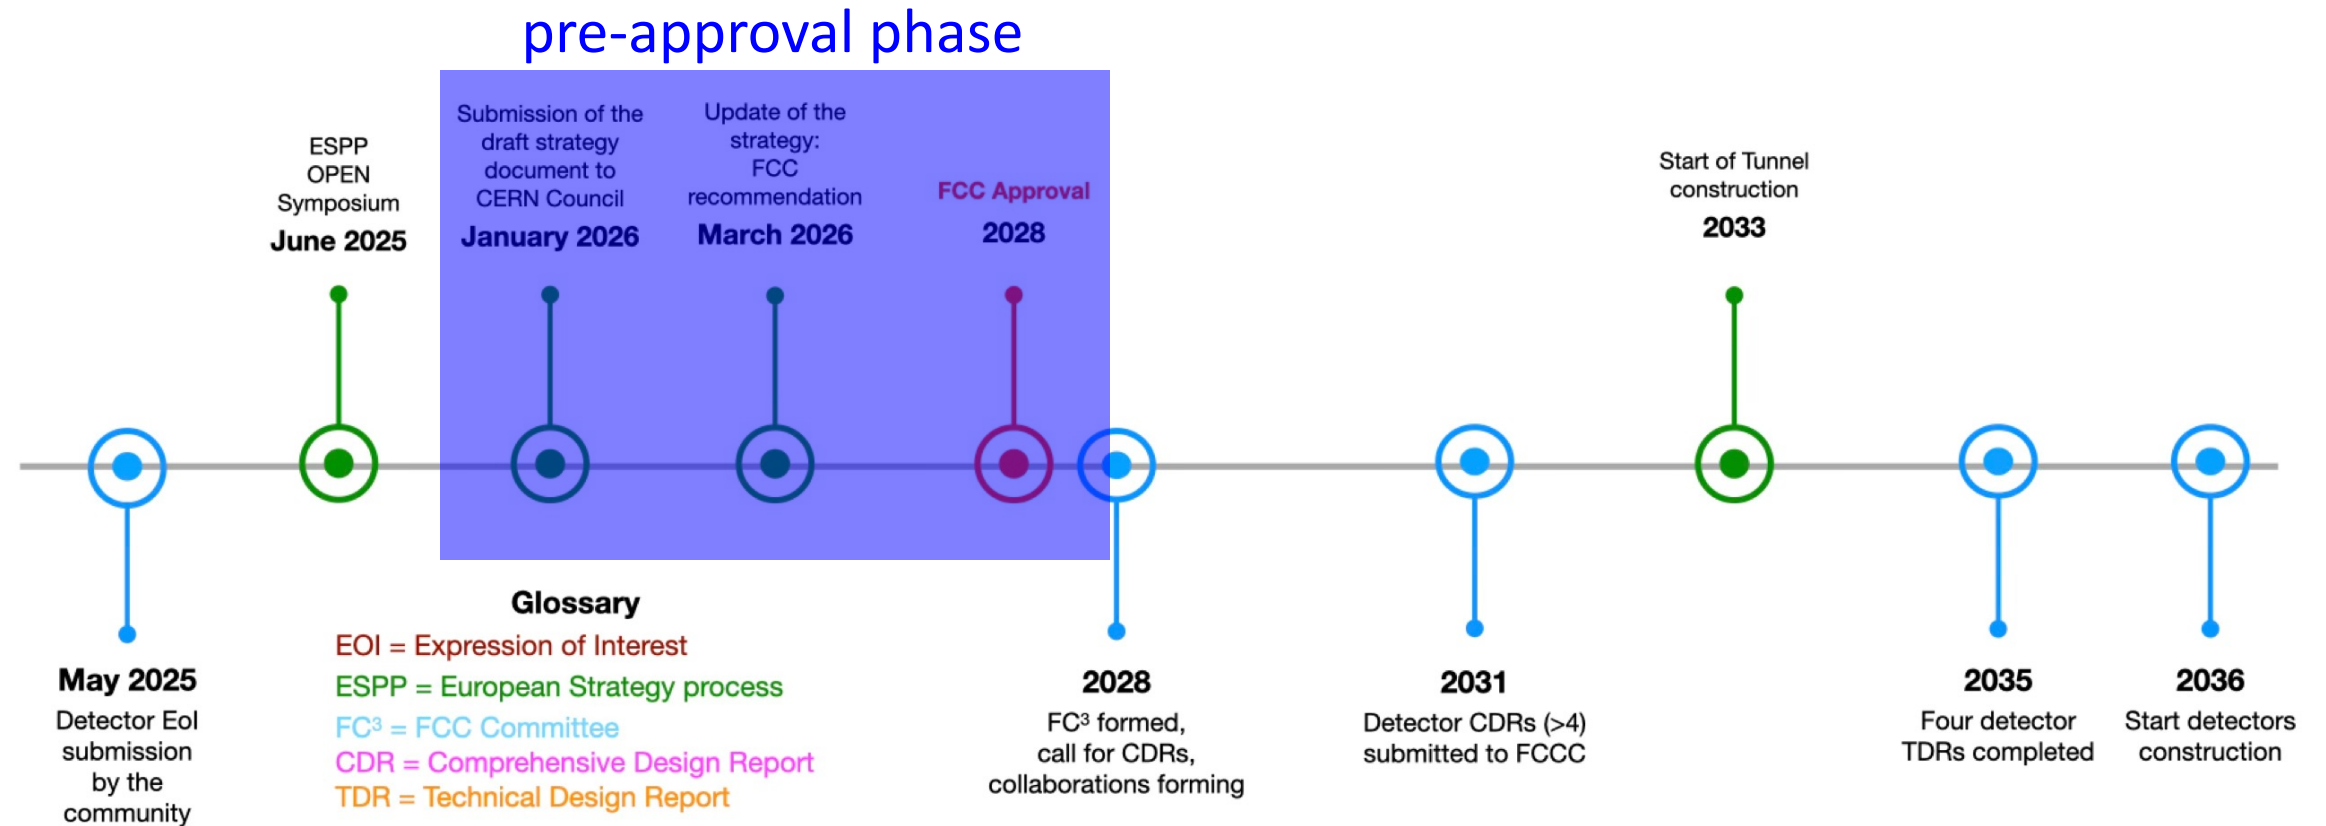 pre-approval phase
ESPP
OPEN
Symposium
June 2025
Submission of the
draft strategy
document to
CERN Council
January 2026
Update of the
strategy:
FCC
recommendation
March 2026
FCC Approval
2028
Start of Tunnel
construction
2033
May 2025
Detector EoI
submission
by the
community
Glossary
EOI = Expression of Interest
ESPP = European Strategy process
FC³ = FCC Committee
CDR = Comprehensive Design Report
TDR = Technical Design Report
2028
FC³ formed,
call for CDRs,
collaborations forming
2031
Detector CDRs (>4)
submitted to FCCC
2035
Four detector
TDRs completed
2036
Start detectors
construction